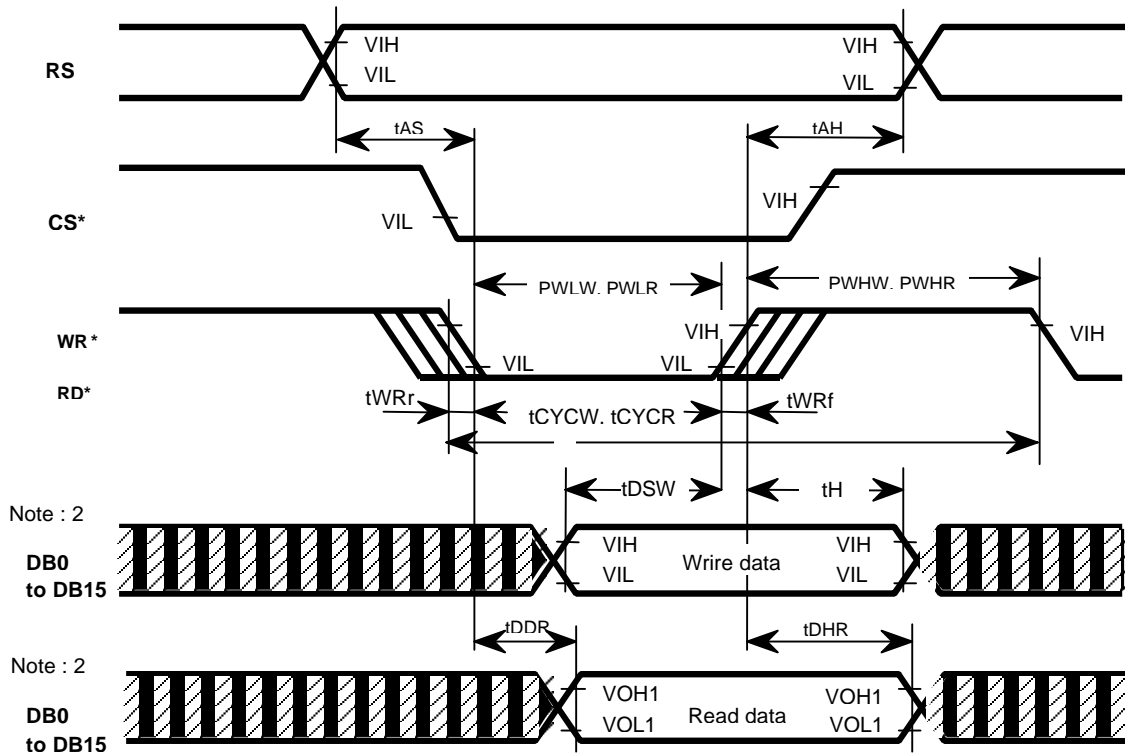 RS
VIH
VIL
VIH
VIL
tAS
tAH
CS*
VIL
VIH
PWLW. PWLR
PWHW. PWHR
WR *
RD*
VIH
VIL
VIL
VIH
tWRr
tCYCW. tCYCR
tWRf
tDSW
tH
Note : 2
DB0
to DB15
VIH
VIL
Wrire data
VIH
VIL
tDDR
tDHR
Note : 2
DB0
to DB15
VOH1
VOL1
Read data
VOH1
VOL1